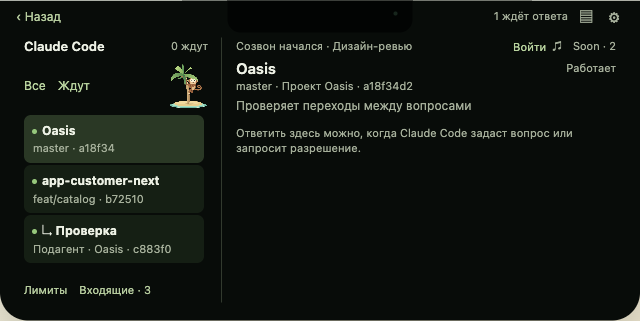 ‹ Назад
1 ждёт ответа
Claude Code
0 ждут
Все Ждут
Oasis
master · a18f34
app-customer-next
feat/catalog · b72510
Проверка
Подагент · Oasis · c883f0
Лимиты Входящие · 3
Созвон начался · Дизайн-ревью
Войти
Soon · 2
Oasis
Работает
master · Проект Oasis · a18f34d2
Проверяет переходы между вопросами
Ответить здесь можно, когда Claude Code задаст вопрос или
запросит разрешение.